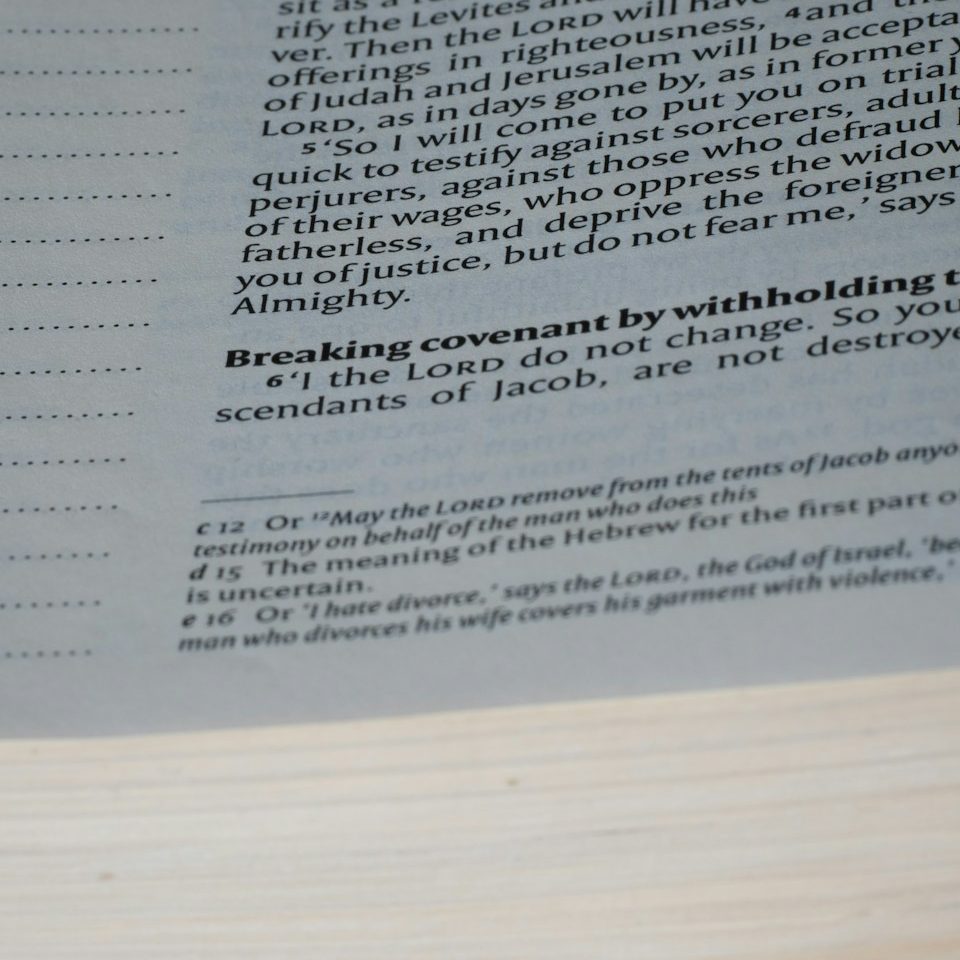 sit as a
rify the Levites and
ver. Then the LORD will have
offerings in righteousness, 4and the
of Judah and Jerusalem will be accepta
LORD, as in days gone by, as in former y
5‘So I will come to put you on trial
quick to testify against sorcerers, adult
perjurers, against those who defraud l
of their wages, who oppress the widow
fatherless, and deprive the foreigner
you of justice, but do not fear me,’ says
Almighty.
Breaking covenant by withholding t
6‘I the LORD do not change. So you
scendants of Jacob, are not destroye
c 12 Or 12May the LORD remove from the tents of Jacob anyo
testimony on behalf of the man who does this
d 15 The meaning of the Hebrew for the first part o
is uncertain.
e 16 Or ‘I hate divorce,’ says the LORD, the God of Israel, ‘be
man who divorces his wife covers his garment with violence,’